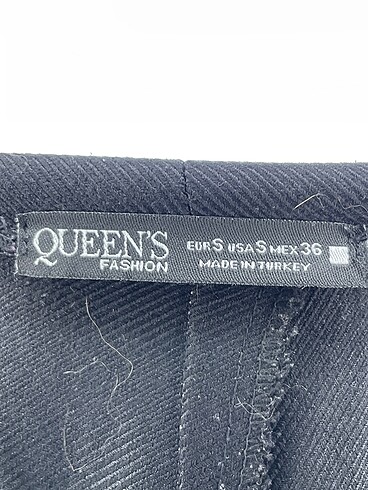 QUEEN'S
FASHION
EUR S USA S MEX 36
MADE IN TURKEY